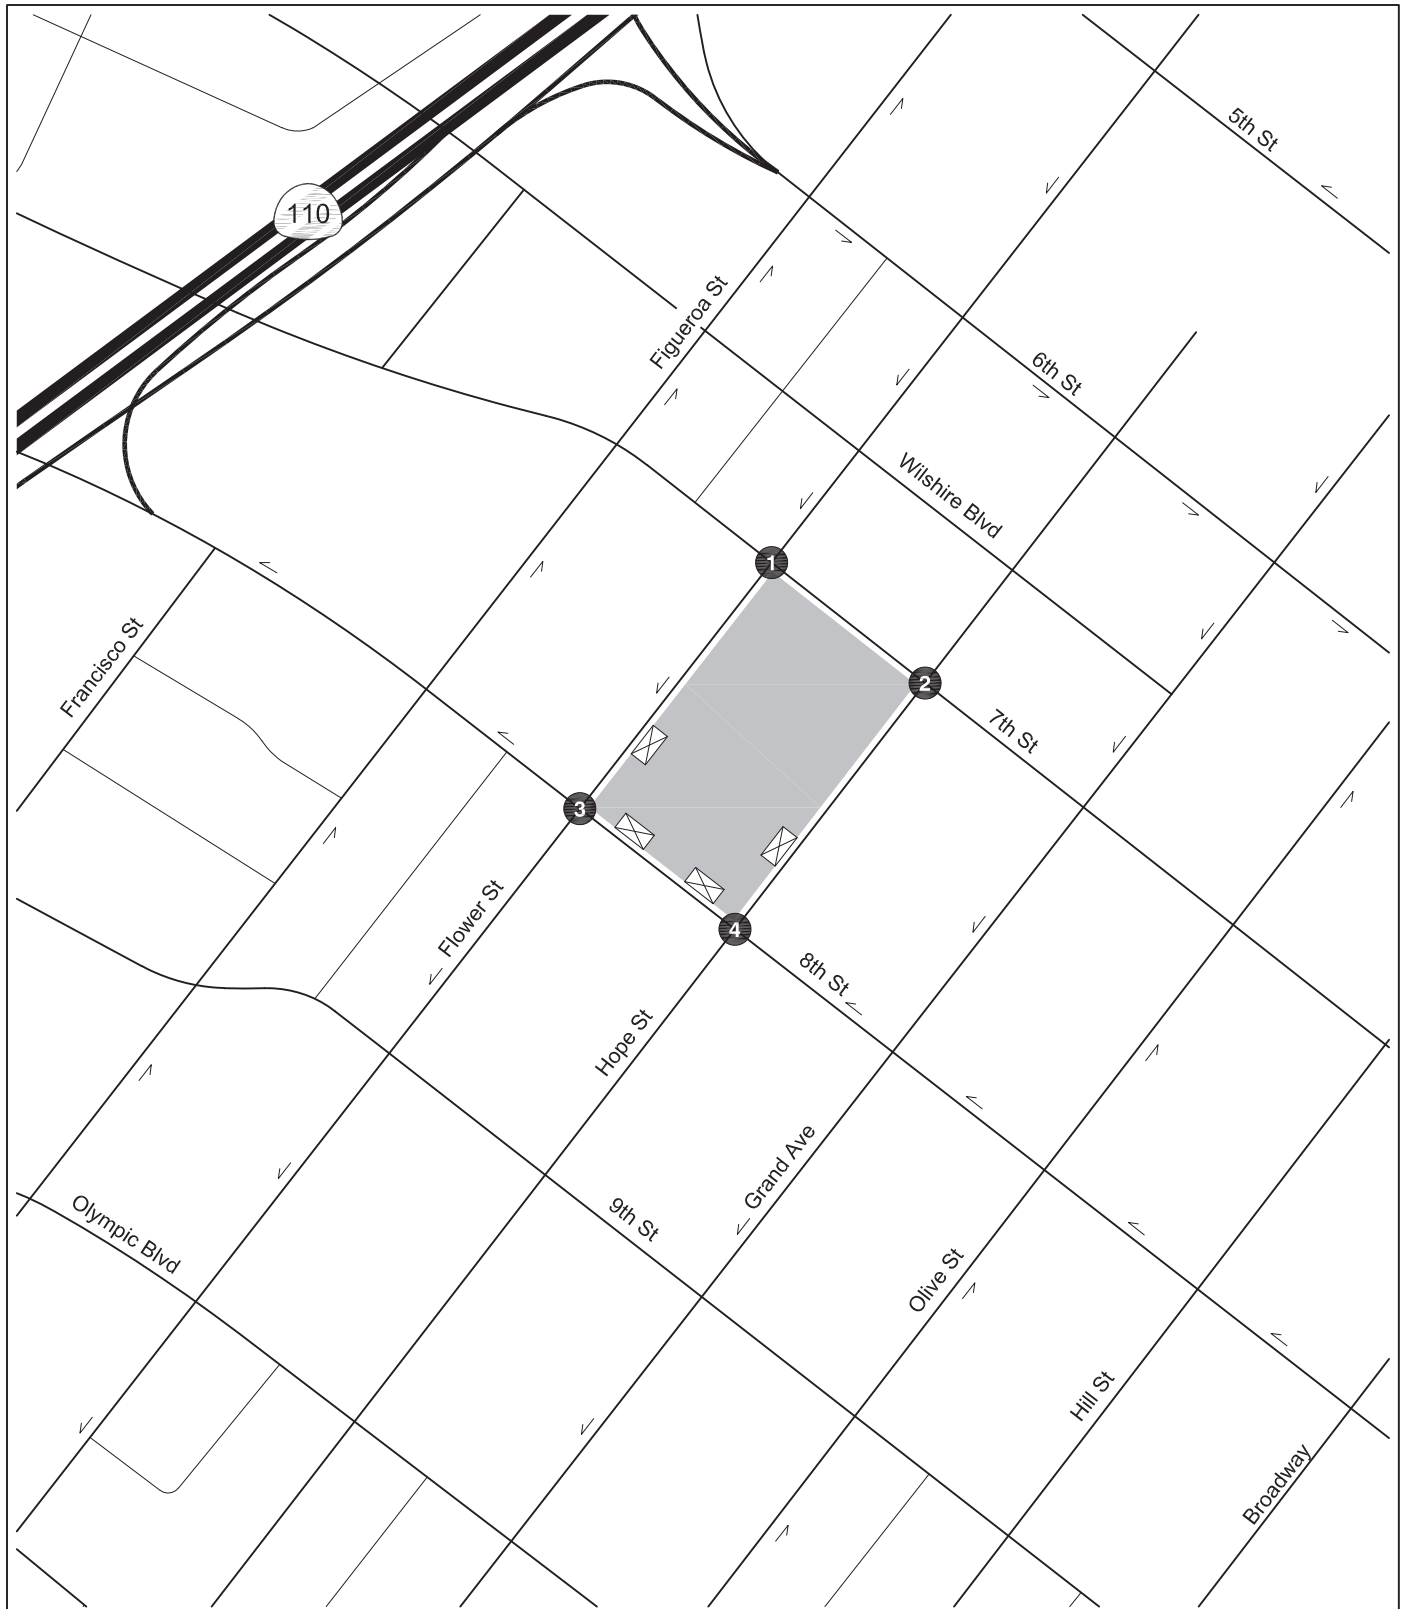 5th St
110
Figueroa St
6th St
Wilshire Blvd
1
Francisco St
2
7th St
3
Flower St
4
8th St
Hope St
Grand Ave
Olympic Blvd
9th St
Olive St
Hill St
Broadway